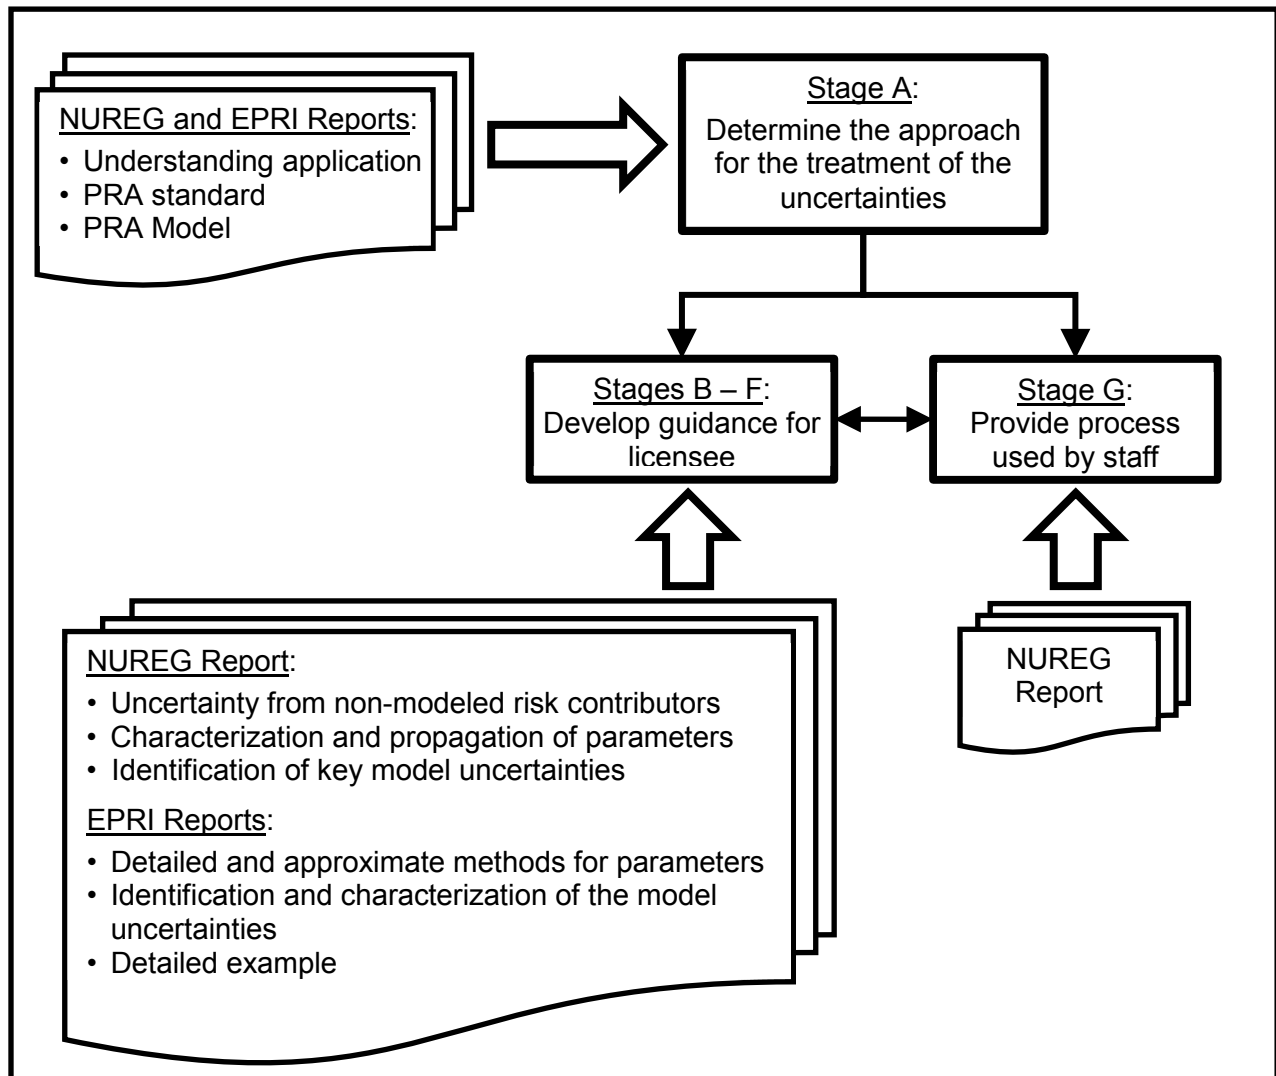 NUREG and EPRI Reports:
• Understanding application
• PRA standard
• PRA Model
Stage A:
Determine the approach
for the treatment of the
uncertainties
Stages B – F:
Develop guidance for
licensee
Stage G:
Provide process
used by staff
NUREG Report:
• Uncertainty from non-modeled risk contributors
• Characterization and propagation of parameters
• Identification of key model uncertainties
EPRI Reports:
• Detailed and approximate methods for parameters
• Identification and characterization of the model
uncertainties
• Detailed example
NUREG
Report